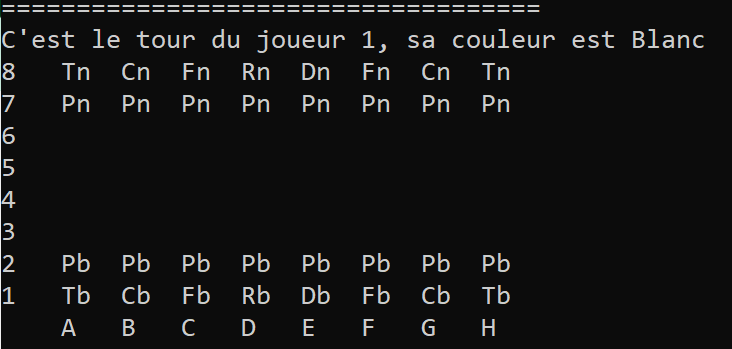 ====================================
C'est le tour du joueur 1, sa couleur est Blanc
8   Tn  Cn  Fn  Rn  Dn  Fn  Cn  Tn
7   Pn  Pn  Pn  Pn  Pn  Pn  Pn  Pn
6
5
4
3
2   Pb  Pb  Pb  Pb  Pb  Pb  Pb  Pb
1   Tb  Cb  Fb  Rb  Db  Fb  Cb  Tb
    A   B   C   D   E   F   G   H